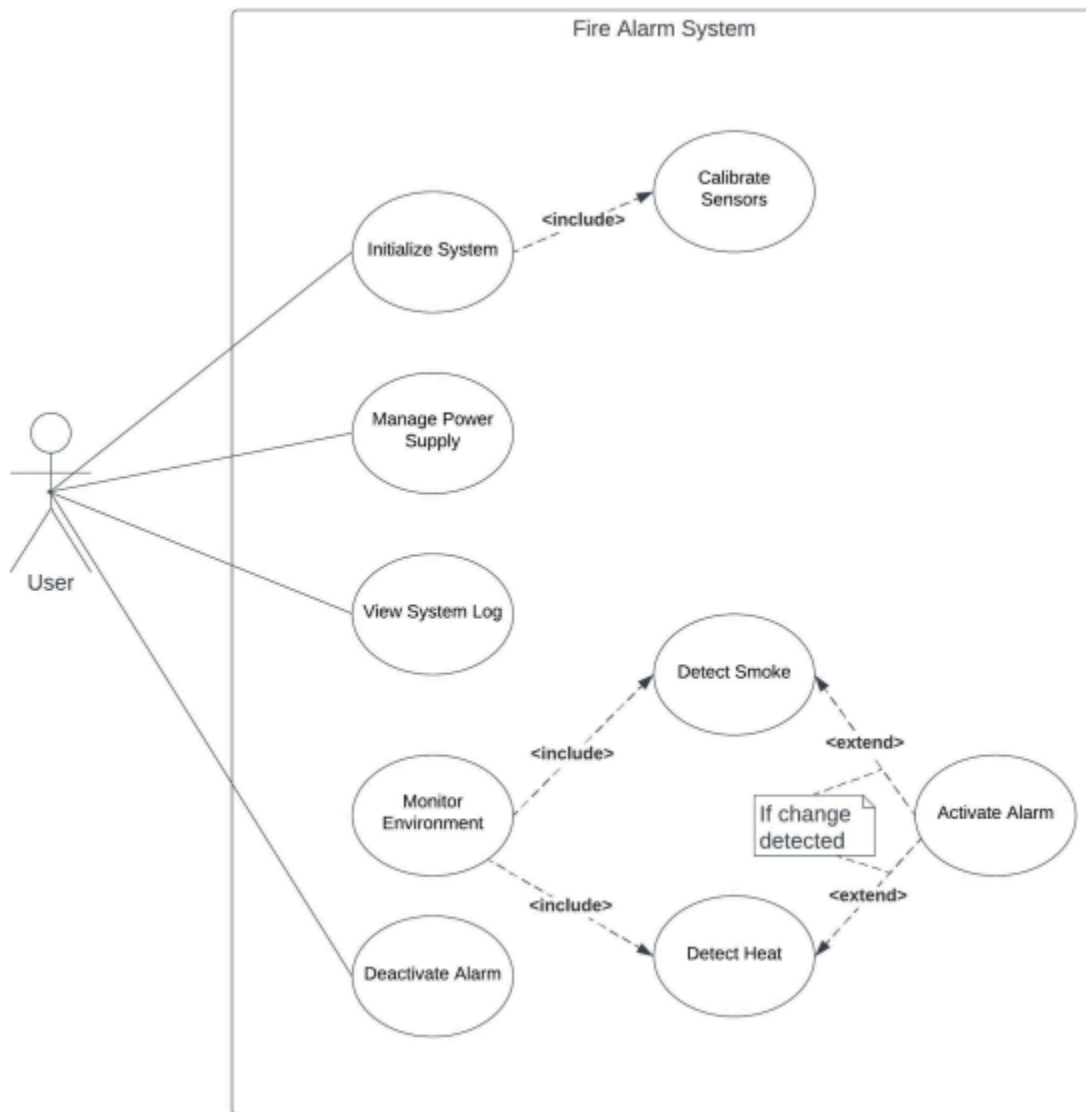 Fire Alarm System
Calibrate
Sensors
<include>
Initialize System
Manage Power
Supply
User
View System Log
Detect Smoke
<include>
<extend>
Monitor
Environment
If change
detected
Activate Alarm
<include>
<extend>
Detect Heat
Deactivate Alarm